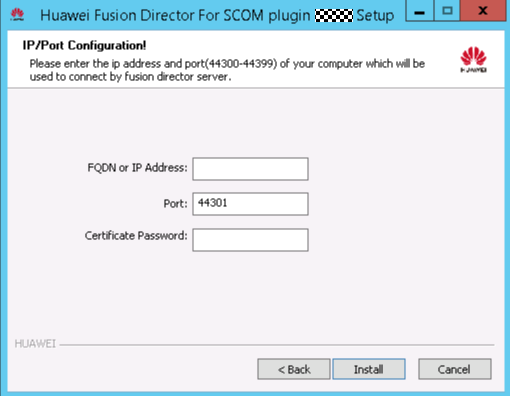 Huawei Fusion Director For SCOM plugin Setup
IP/Port Configuration!
Please enter the ip address and port(44300-44399) of your computer which will be
used to connect by fusion director server.
HUAWEI
FQDN or IP Address:
Port: 44301
Certificate Password:
HUAWEI
< Back Install Cancel